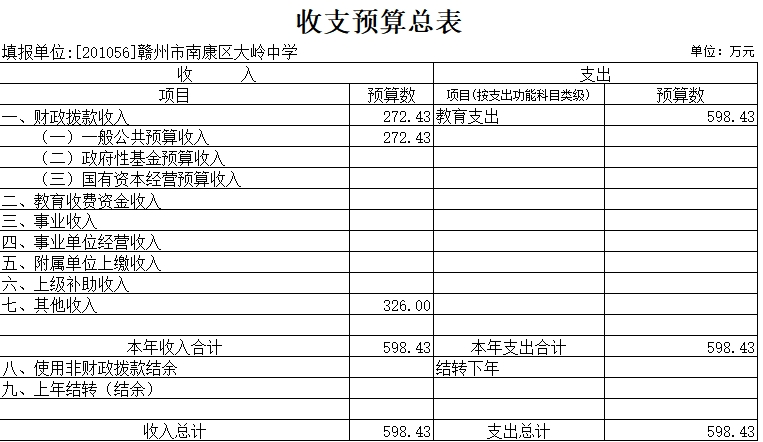 收支预算总表
填报单位:[201056]赣州市南康区大岭中学 单位：万元
收 入 支出
项目 预算数 项目(按支出功能科目类级) 预算数
一、财政拨款收入 272.43 教育支出 598.43
（一）一般公共预算收入 272.43
（二）政府性基金预算收入
（三）国有资本经营预算收入
二、教育收费资金收入
三、事业收入
四、事业单位经营收入
五、附属单位上缴收入
六、上级补助收入
七、其他收入 326.00
本年收入合计 598.43 本年支出合计 598.43
八、使用非财政拨款结余 结转下年
九、上年结转（结余）
收入总计 598.43 支出总计 598.43